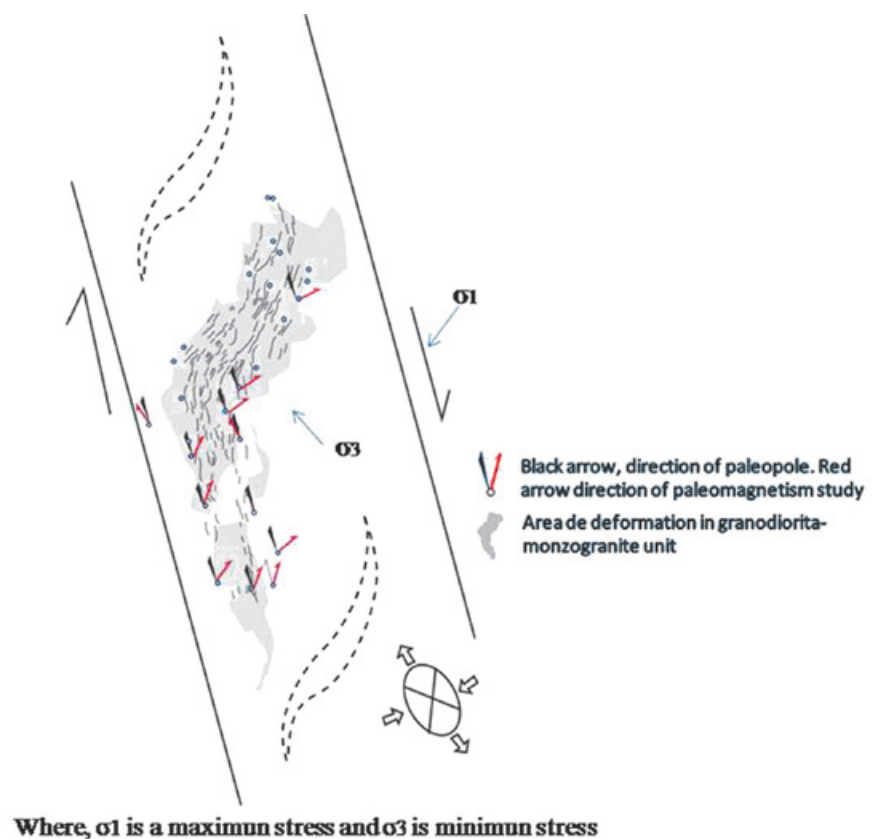 σ1
σ3
Black arrow, direction of paleopole. Red
arrow direction of paleomagnetism study
Area de deformation in granodiorita-
monzogranite unit
Where, σ1 is a maximun stress and σ3 is minimun stress